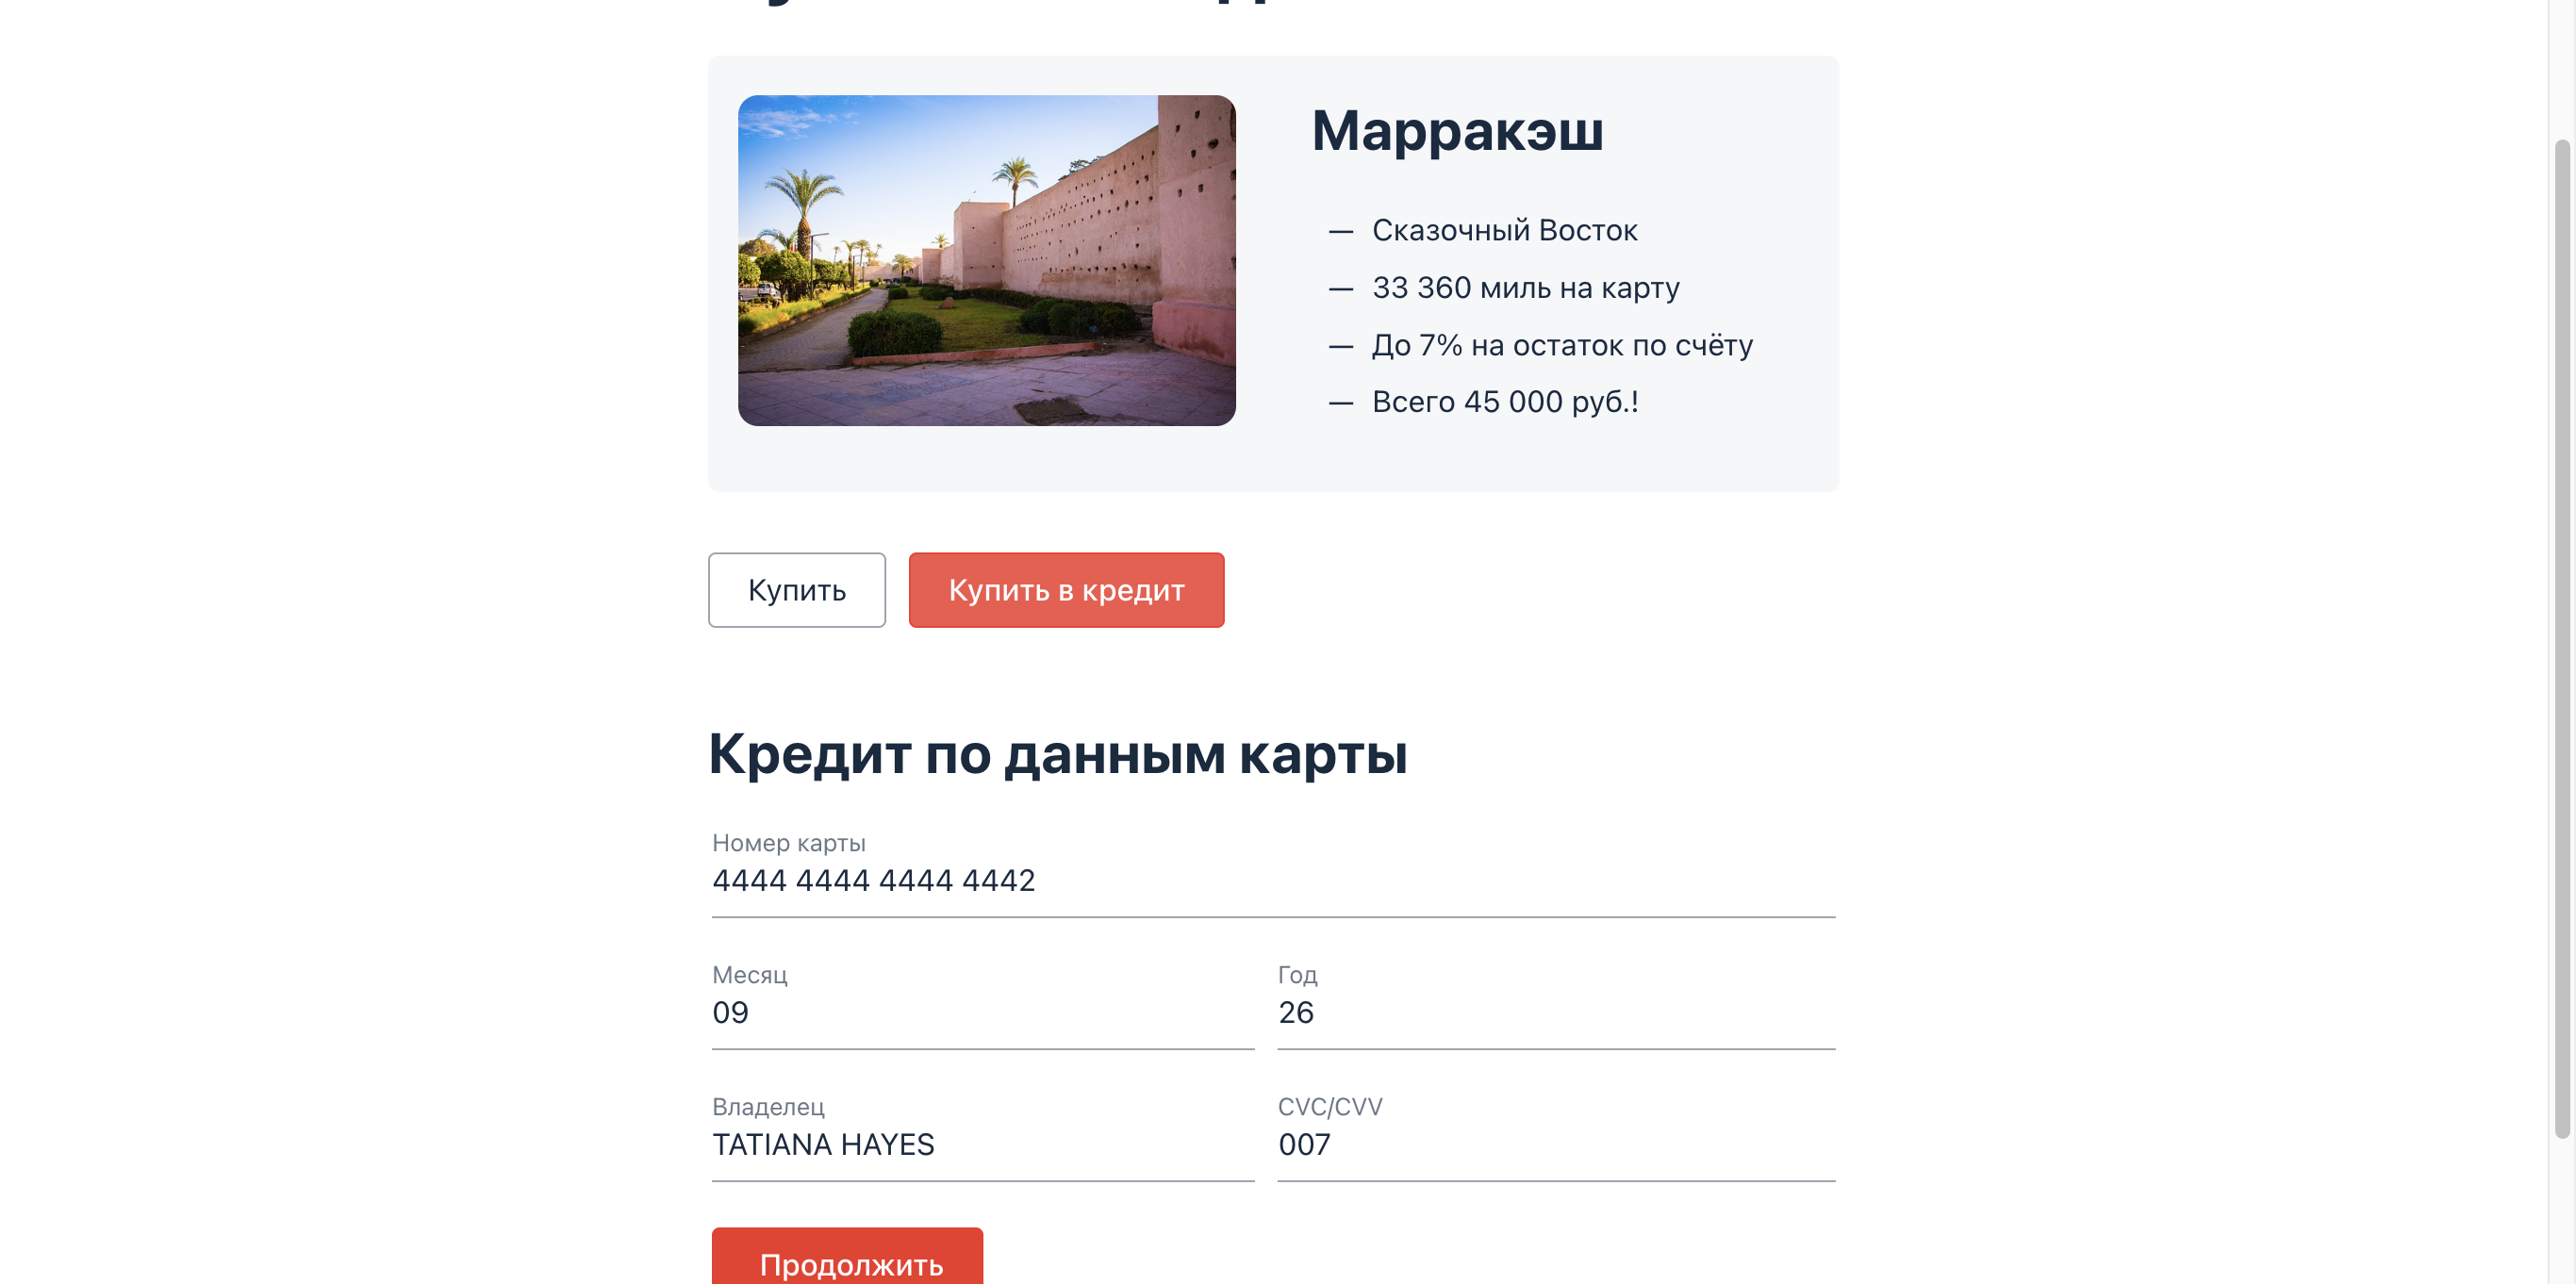 Марракэш
— Сказочный Восток
— 33 360 миль на карту
— До 7% на остаток по счёту
— Всего 45 000 руб.!
Купить Купить в кредит
Кредит по данным карты
Номер карты
4444 4444 4444 4442
Месяц Год
09 26
Владелец CVC/CVV
TATIANA HAYES 007
Продолжить